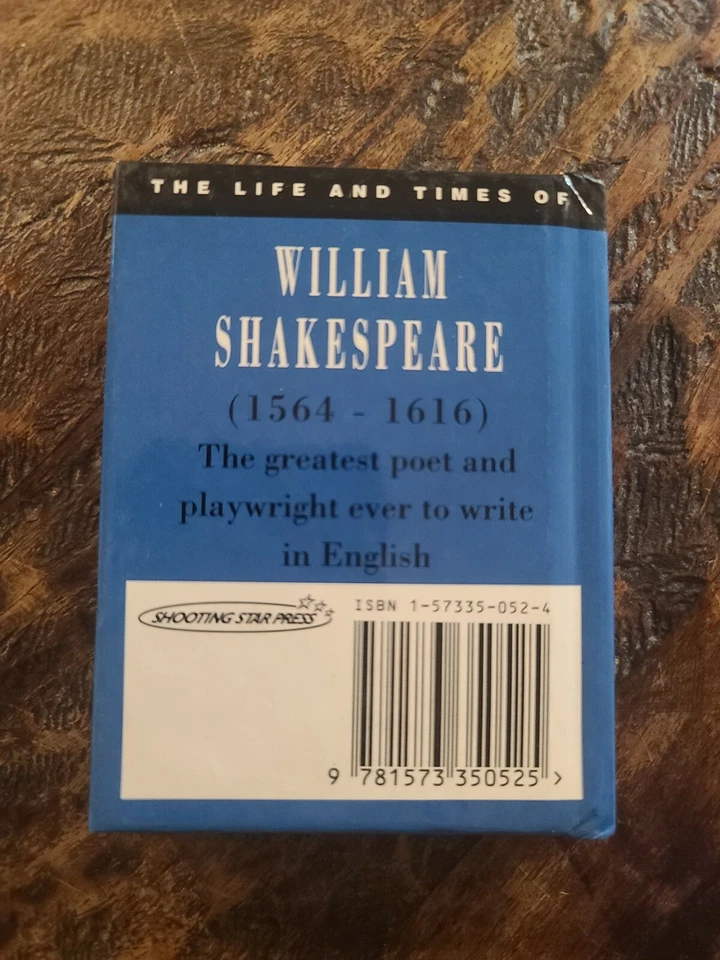 THE LIFE AND TIMES OF
WILLIAM
SHAKESPEARE
(1564 - 1616)
The greatest poet and
playwright ever to write
in English
SHOOTING STAR PRESS
ISBN 1-57335-052-4
9 781573 350525 >